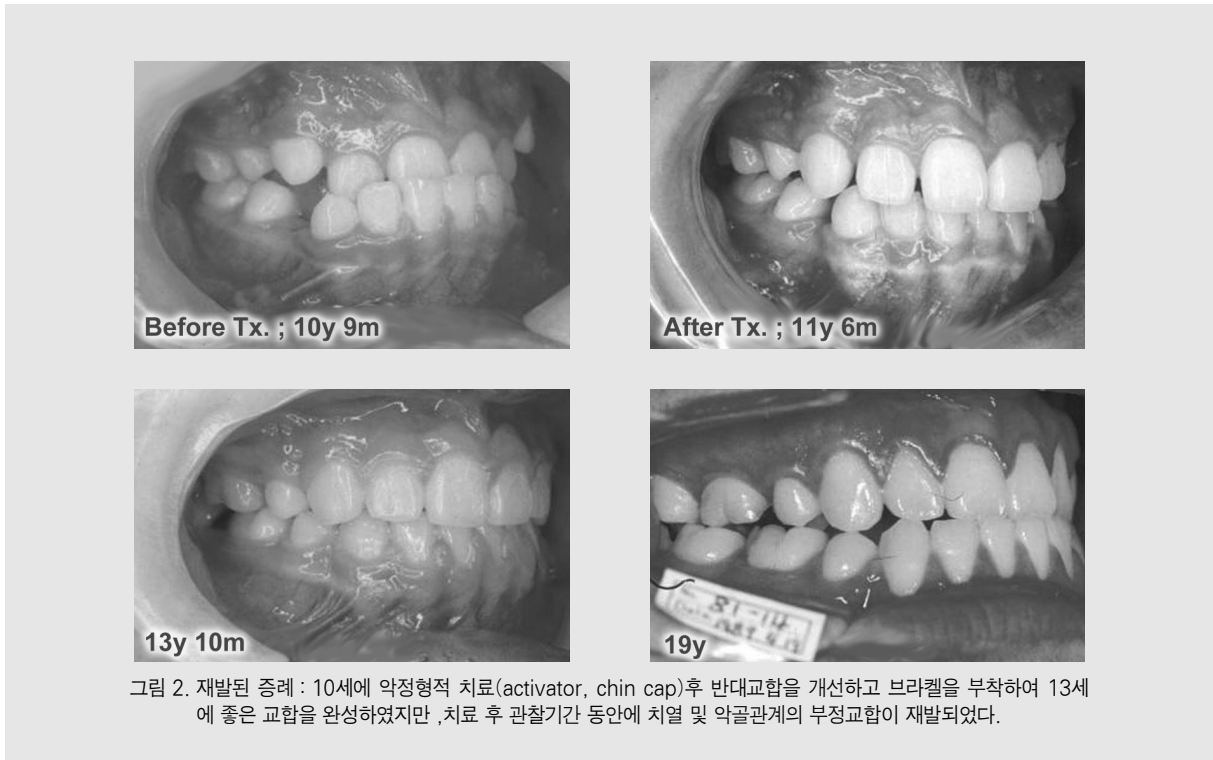 Before Tx. ; 10y 9m
After Tx. ; 11y 6m
13y 10m
81-14
19y
그림 2. 재발된 증례 : 10세에 악정형적 치료(activator, chin cap)후 반대교합을 개선하고 브라켙을 부착하여 13세
에 좋은 교합을 완성하였지만 ,치료 후 관찰기간 동안에 치열 및 악골관계의 부정교합이 재발되었다.